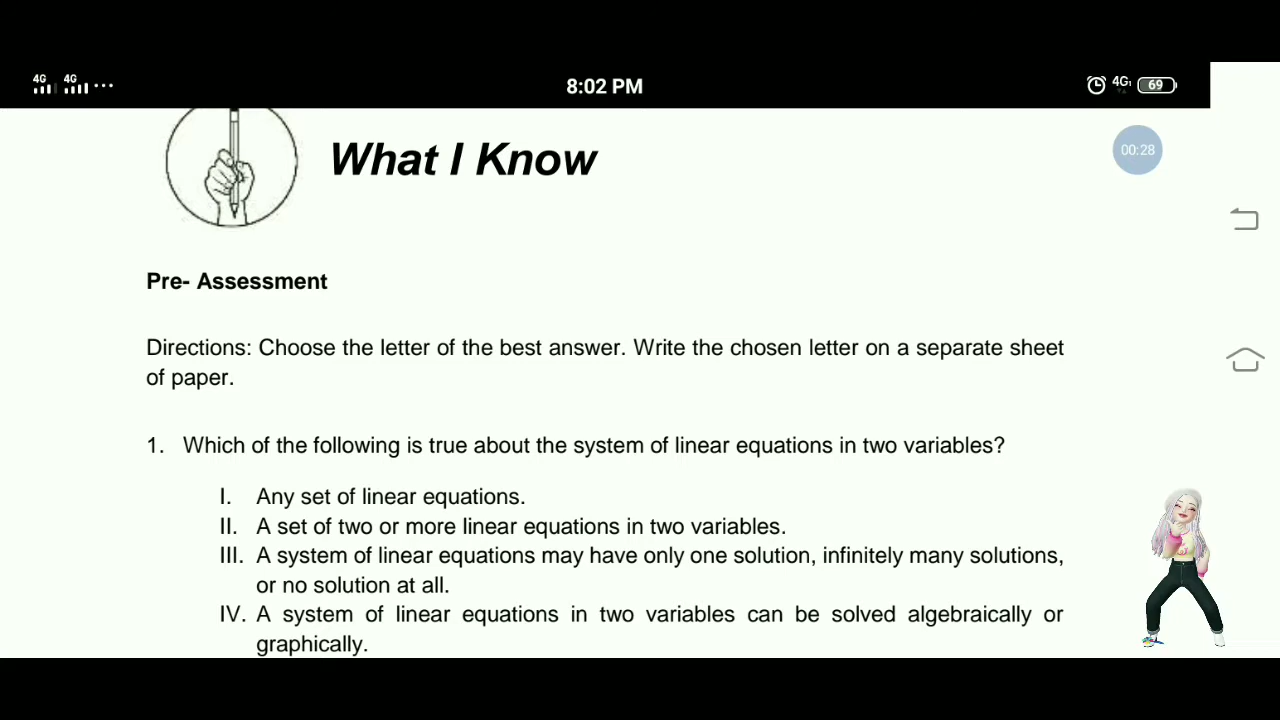 4G 4G
8:02 PM
4G
69
What I Know
00:28
Pre- Assessment
Directions: Choose the letter of the best answer. Write the chosen letter on a separate sheet
of paper.
1. Which of the following is true about the system of linear equations in two variables?
I. Any set of linear equations.
II. A set of two or more linear equations in two variables.
III. A system of linear equations may have only one solution, infinitely many solutions,
or no solution at all.
IV. A system of linear equations in two variables can be solved algebraically or
graphically.